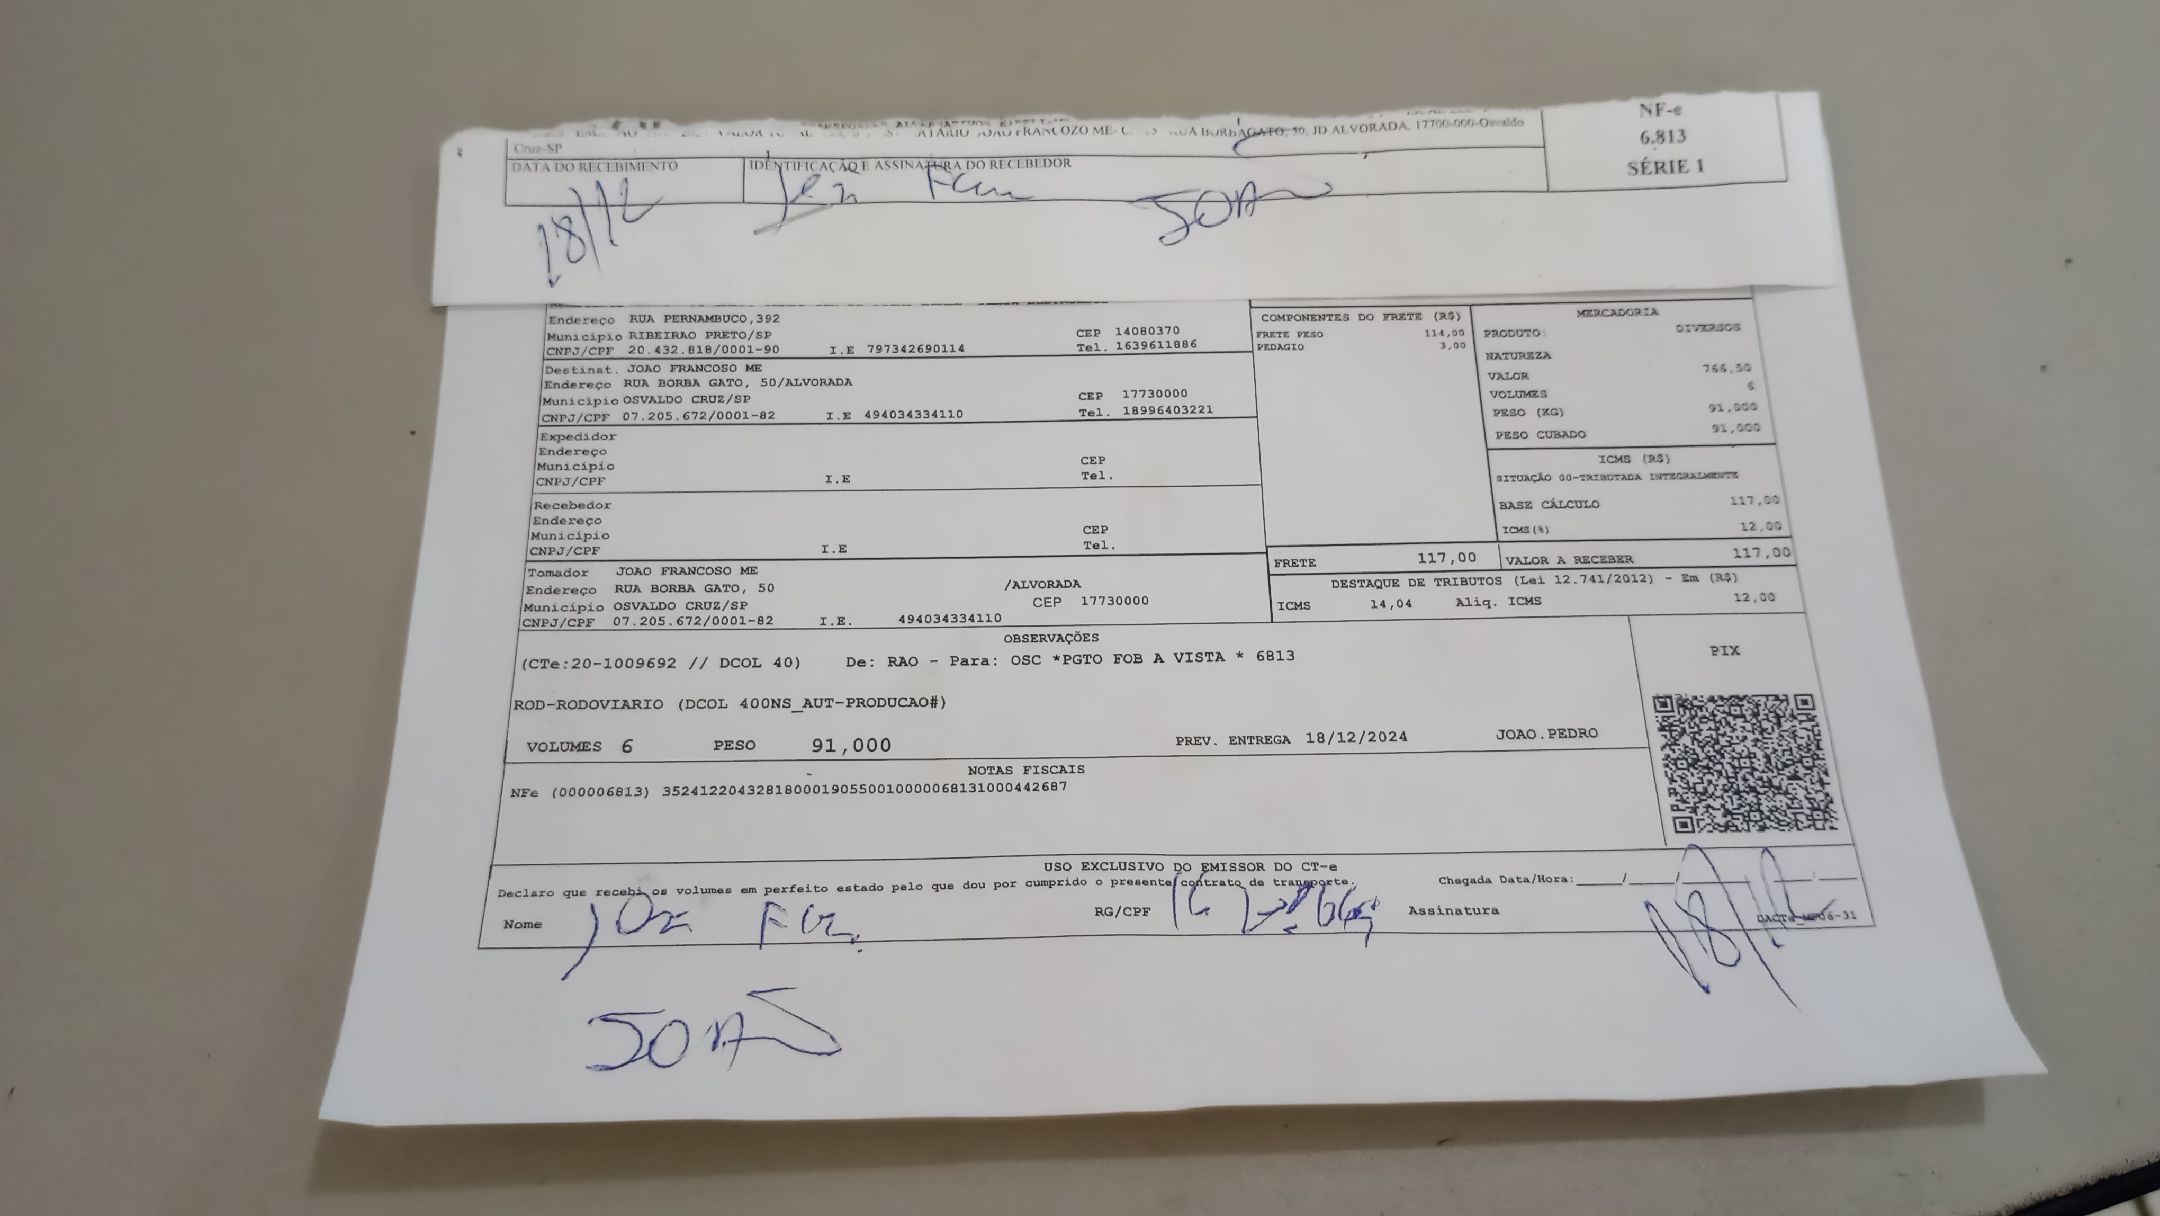 RUA BORBAGATO, 50, JD ALVORADA, 17700-000-Osvaldo
Cruz-SP
DATA DO RECEBIMENTO IDENTIFICAÇÃO E ASSINATURA DO RECEBEDOR
18/12
NF-e
6.813
SÉRIE 1
Endereço RUA PERNAMBUCO,392
Município RIBEIRAO PRETO/SP CEP 14080370
CNPJ/CPF 20.432.818/0001-90 I.E 797342690114 Tel. 1639611886
Destinat. JOAO FRANCOSO ME
Endereço RUA BORBA GATO, 50/ALVORADA
Município OSVALDO CRUZ/SP CEP 17730000
CNPJ/CPF 07.205.672/0001-82 I.E 494034334110 Tel. 18996403221
Expedidor
Endereço
Município CEP
CNPJ/CPF I.E Tel.
Recebedor
Endereço
Município CEP
CNPJ/CPF I.E Tel.
Tomador JOAO FRANCOSO ME
Endereço RUA BORBA GATO, 50 /ALVORADA
Município OSVALDO CRUZ/SP CEP 17730000
CNPJ/CPF 07.205.672/0001-82 I.E. 494034334110
COMPONENTES DO FRETE (R$)
FRETE PESO 114,00
PEDAGIO 3,00
MERCADORIA
PRODUTO: DIVERSOS
NATUREZA
VALOR 766,50
VOLUMES 6
PESO (KG) 91,000
PESO CUBADO 91,000
ICMS (R$)
SITUAÇÃO 00-TRIBUTADA INTEGRALMENTE
BASE CÁLCULO 117,00
ICMS(%) 12,00
FRETE 117,00 VALOR A RECEBER 117,00
DESTAQUE DE TRIBUTOS (Lei 12.741/2012) - Em (R$)
ICMS 14,04 Aliq. ICMS 12,00
OBSERVAÇÕES
(CTe:20-1009692 // DCOL 40) De: RAO - Para: OSC *PGTO FOB A VISTA * 6813
ROD-RODOVIARIO (DCOL 400NS_AUT-PRODUCAO#)
VOLUMES 6 PESO 91,000 PREV. ENTREGA 18/12/2024 JOAO.PEDRO
PIX
NOTAS FISCAIS
NFe (000006813) 35241220432818000190550010000068131000442687
USO EXCLUSIVO DO EMISSOR DO CT-e
Declaro que recebi os volumes em perfeito estado pelo que dou por cumprido o presente contrato de transporte. Chegada Data/Hora:____/____/
Nome RG/CPF Assinatura
18/12